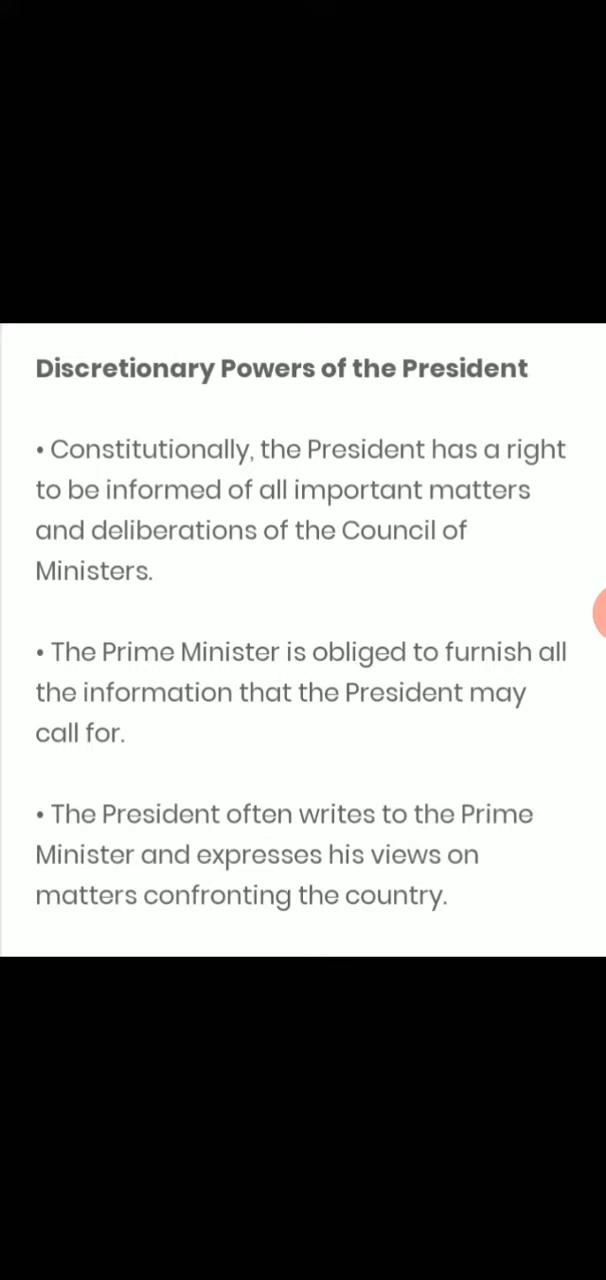 Discretionary Powers of the President
• Constitutionally, the President has a right
to be informed of all important matters
and deliberations of the Council of
Ministers.
• The Prime Minister is obliged to furnish all
the information that the President may
call for.
• The President often writes to the Prime
Minister and expresses his views on
matters confronting the country.